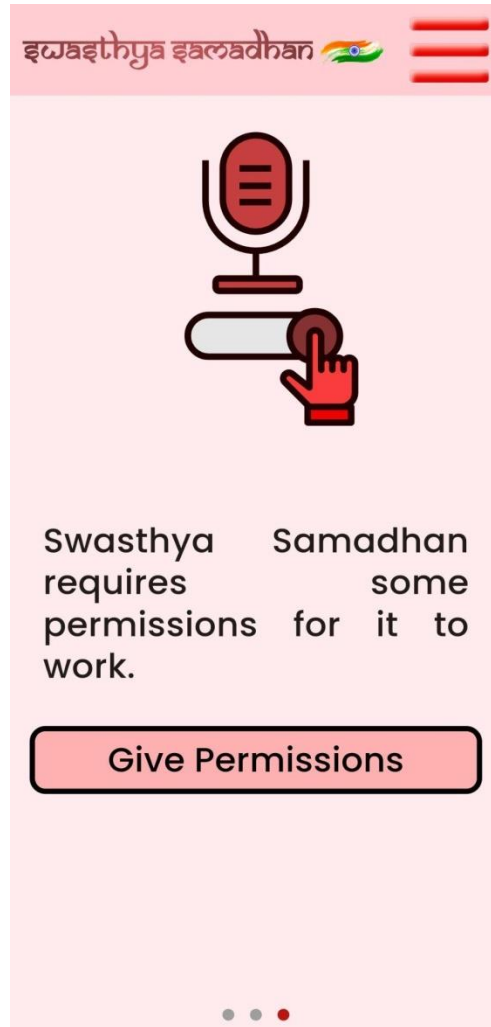 swasthya samadhan
Swasthya Samadhan
requires some
permissions for it to
work.
Give Permissions